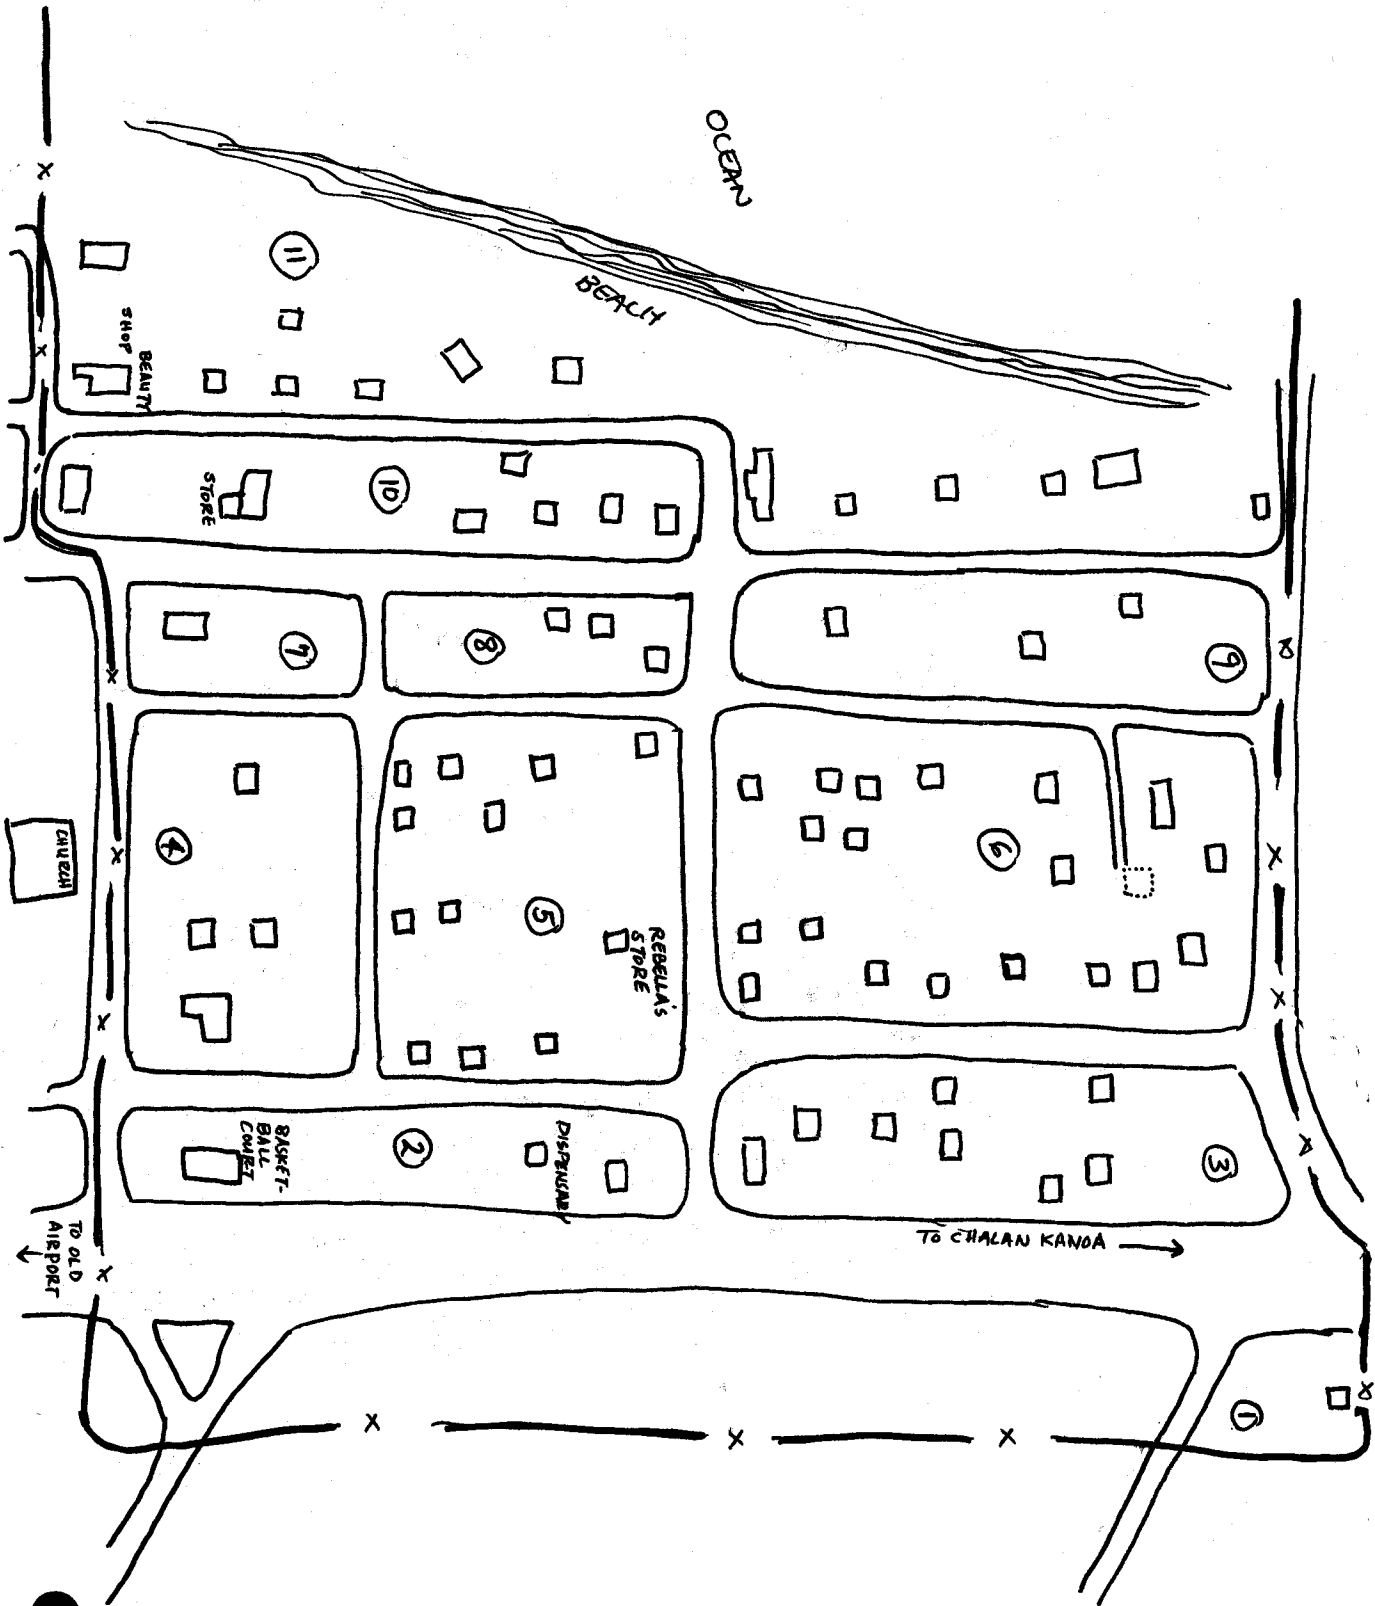 OCEAN
BEACH
11
BEAUTY
SHOP
STORE
10
7
8
9
CHURCH
4
5
REBELLA'S
STORE
6
BASKET-
BALL
COURT
2
DISPENSARY
3
TO CHALAN KANOA →
TO OLD
AIRPORT
↓
1